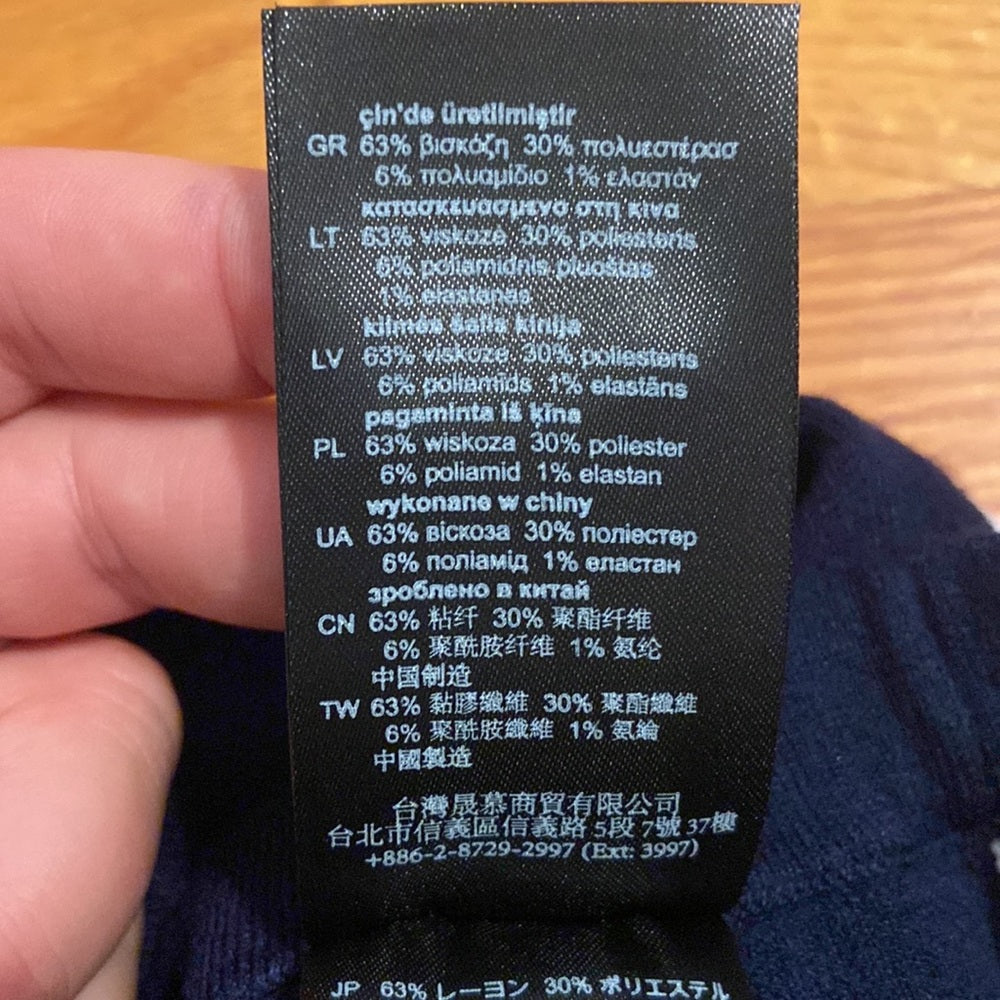 çin'de üretilmiştir
GR 63% βισκόζη 30% πολυεστέρας
6% πολυαμίδιο 1% ελαστάν
κατασκευασμενο στη κινα
LT 63% viskozė 30% poliesteris
6% poliamidnis pluoštas
1% elastanas
kilmės šalis kinija
LV 63% viskoze 30% poliesteris
6% poliamīds 1% elastāns
pagaminta iš ķīna
PL 63% wiskoza 30% poliester
6% poliamid 1% elastan
wykonane w chiny
UA 63% віскоза 30% поліестер
6% поліамід 1% еластан
зроблено в китай
CN 63% 粘纤 30% 聚酯纤维
6% 聚酰胺纤维 1% 氨纶
中国制造
TW 63% 黏膠纖維 30% 聚酯纖維
6% 聚酰胺纖維 1% 氨綸
中國製造
台灣晟慕商貿有限公司
台北市信義區信義路 5段 7號 37樓
+886-2-8729-2997 (Ext: 3997)
JP 63% レーヨン 30% ポリエステル